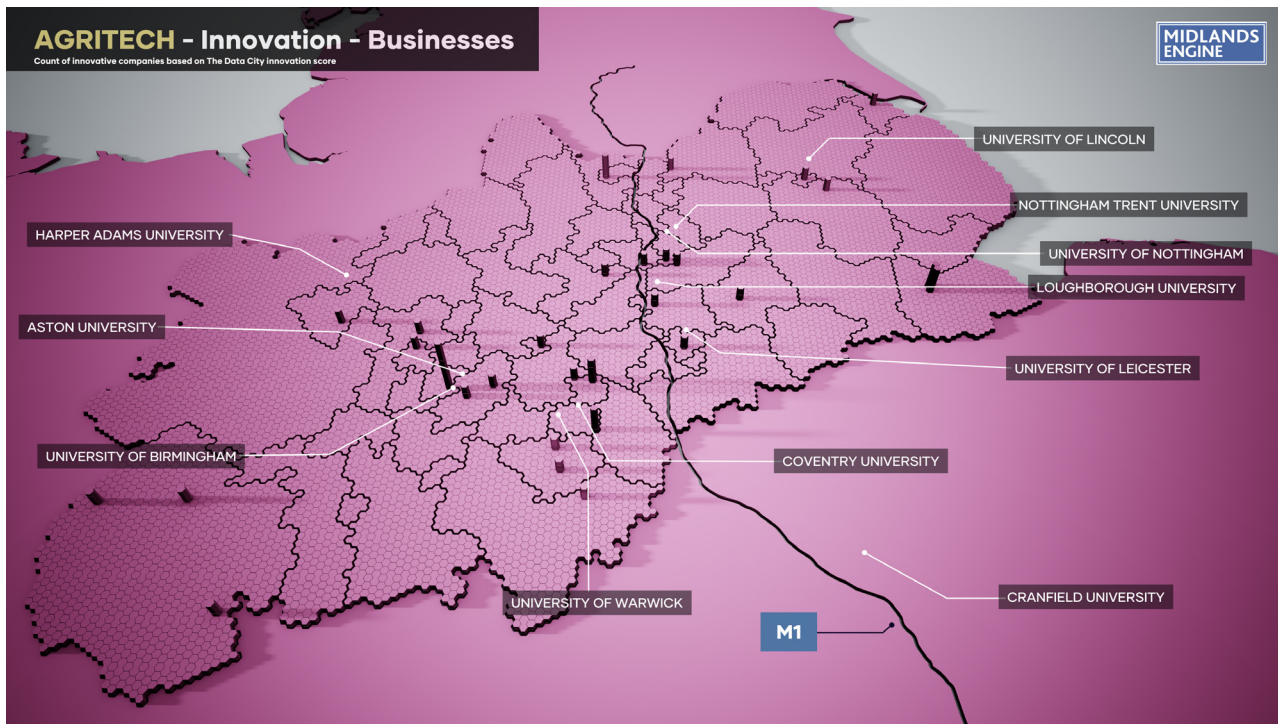 AGRITECH - Innovation - Businesses
Count of innovative companies based on The Data City innovation score
MIDLANDS
ENGINE
UNIVERSITY OF LINCOLN
NOTTINGHAM TRENT UNIVERSITY
HARPER ADAMS UNIVERSITY
UNIVERSITY OF NOTTINGHAM
LOUGHBOROUGH UNIVERSITY
ASTON UNIVERSITY
UNIVERSITY OF LEICESTER
UNIVERSITY OF BIRMINGHAM
COVENTRY UNIVERSITY
UNIVERSITY OF WARWICK
CRANFIELD UNIVERSITY
M1